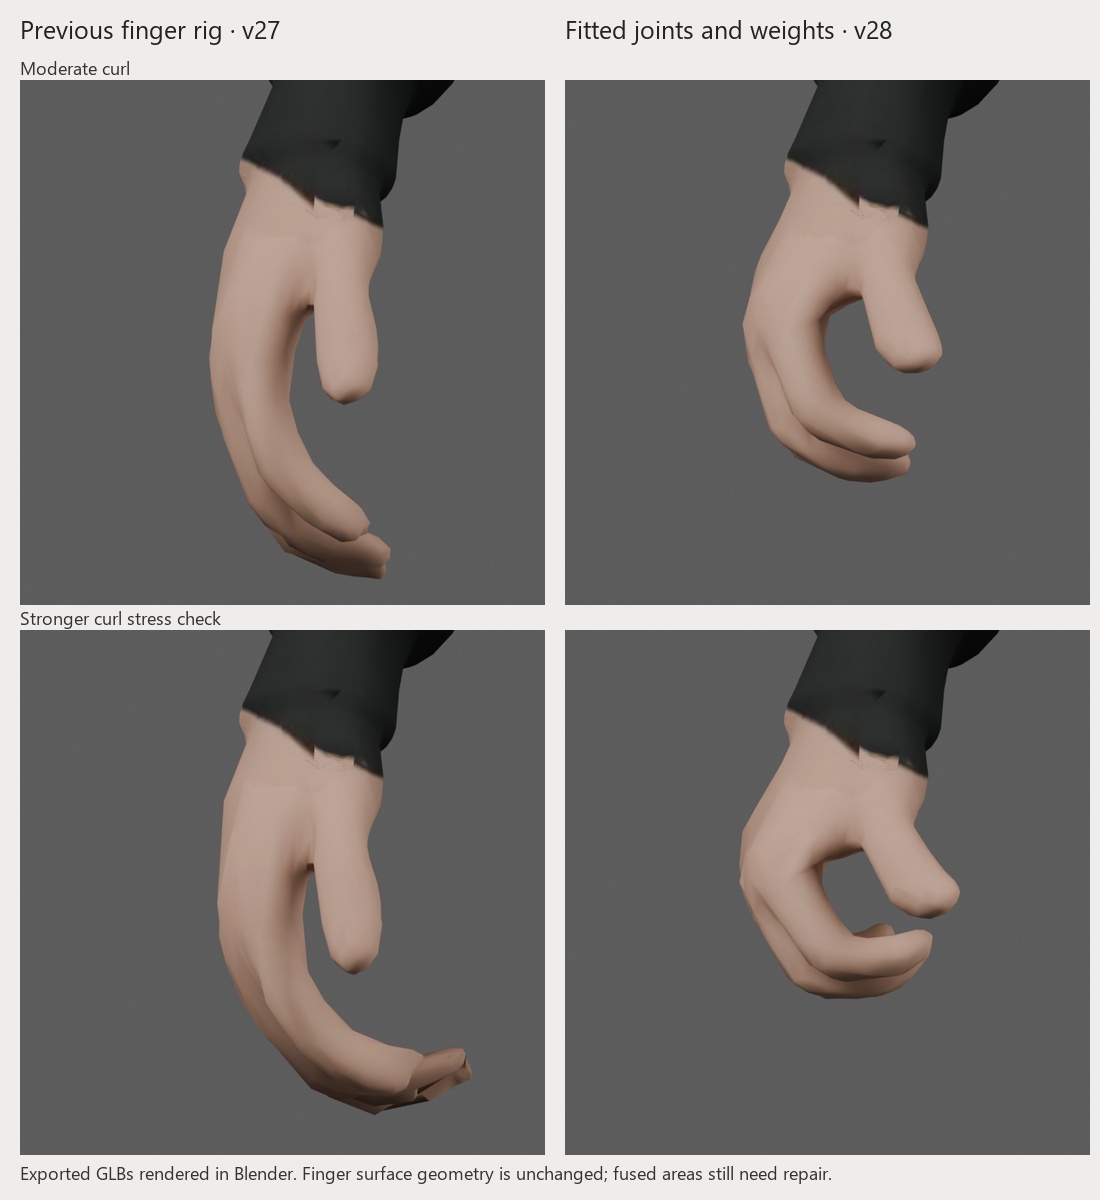 Previous finger rig · v27
Fitted joints and weights · v28
Moderate curl
Stronger curl stress check
Exported GLBs rendered in Blender. Finger surface geometry is unchanged; fused areas still need repair.